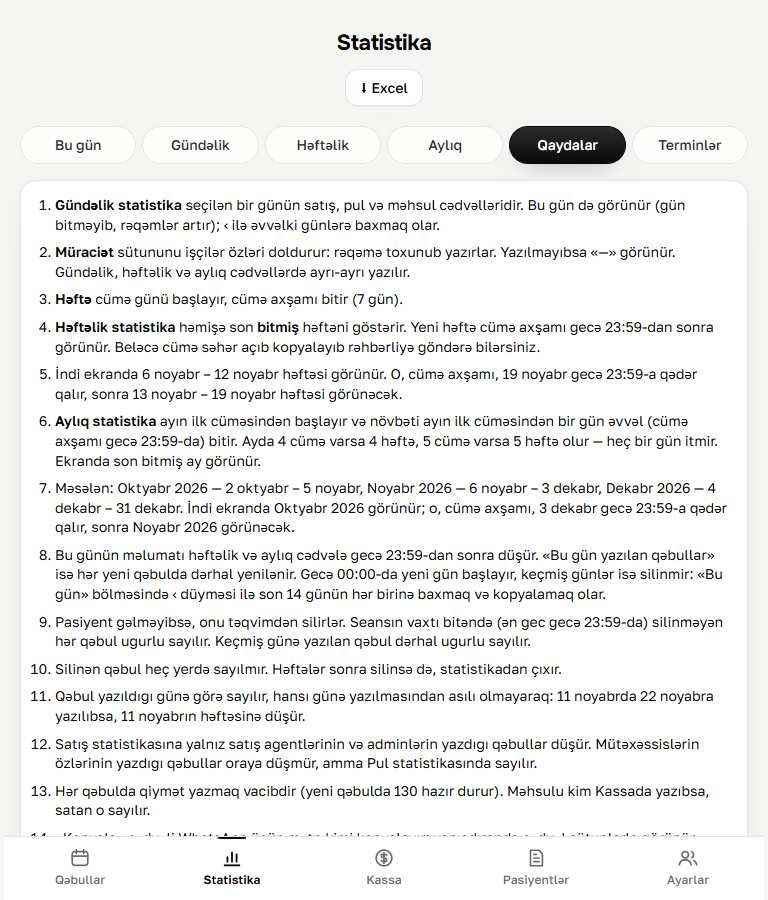 Statistika
⬇ Excel
Bu gün
Gündəlik
Həftəlik
Aylıq
Qaydalar
Terminlər
1. Gündəlik statistika seçilən bir günün satış, pul və məhsul cədvəlləridir. Bu gün də görünür (gün
bitməyib, rəqəmlər artır); ‹ ilə əvvəlki günlərə baxmaq olar.
2. Müraciət sütununu işçilər özləri doldurur: rəqəmə toxunub yazırlar. Yazılmayıbsa «—» görünür.
Gündəlik, həftəlik və aylıq cədvəllərdə ayrı-ayrı yazılır.
3. Həftə cümə günü başlayır, cümə axşamı bitir (7 gün).
4. Həftəlik statistika həmişə son bitmiş həftəni göstərir. Yeni həftə cümə axşamı gecə 23:59-dan sonra
görünür. Beləcə cümə səhər açıb kopyalayıb rəhbərliyə göndərə bilərsiniz.
5. İndi ekranda 6 noyabr – 12 noyabr həftəsi görünür. O, cümə axşamı, 19 noyabr gecə 23:59-a qədər
qalır, sonra 13 noyabr – 19 noyabr həftəsi görünəcək.
6. Aylıq statistika ayın ilk cüməsindən başlayır və növbəti ayın ilk cüməsindən bir gün əvvəl (cümə
axşamı gecə 23:59-da) bitir. Ayda 4 cümə varsa 4 həftə, 5 cümə varsa 5 həftə olur — heç bir gün itmir.
Ekranda son bitmiş ay görünür.
7. Məsələn: Oktyabr 2026 — 2 oktyabr – 5 noyabr, Noyabr 2026 — 6 noyabr – 3 dekabr, Dekabr 2026 — 4
dekabr – 31 dekabr. İndi ekranda Oktyabr 2026 görünür; o, cümə axşamı, 3 dekabr gecə 23:59-a qədər
qalır, sonra Noyabr 2026 görünəcək.
8. Bu günün məlumatı həftəlik və aylıq cədvələ gecə 23:59-dan sonra düşür. «Bu gün yazılan qəbullar»
isə hər yeni qəbulda dərhal yenilənir. Gecə 00:00-da yeni gün başlayır, keçmiş günlər isə silinmir: «Bu
gün» bölməsində ‹ düyməsi ilə son 14 günün hər birinə baxmaq və kopyalamaq olar.
9. Pasiyent gəlməyibsə, onu təqvimdən silirlər. Seansın vaxtı bitəndə (ən gec gecə 23:59-da) silinməyən
hər qəbul uğurlu sayılır. Keçmiş günə yazılan qəbul dərhal uğurlu sayılır.
10. Silinən qəbul heç yerdə sayılmır. Həftələr sonra silinsə də, statistikadan çıxır.
11. Qəbul yazıldığı günə görə sayılır, hansı günə yazılmasından asılı olmayaraq: 11 noyabrda 22 noyabra
yazılıbsa, 11 noyabrın həftəsinə düşür.
12. Satış statistikasına yalnız satış agentlərinin və adminlərin yazdığı qəbullar düşür. Mütəxəssislərin
özlərinin yazdığı qəbullar oraya düşmür, amma Pul statistikasında sayılır.
13. Hər qəbulda qiymət yazmaq vacibdir (yeni qəbulda 130 hazır durur). Məhsulu kim Kassada yazıbsa,
satan o sayılır.
Qəbullar
Statistika
Kassa
Pasiyentlər
Ayarlar